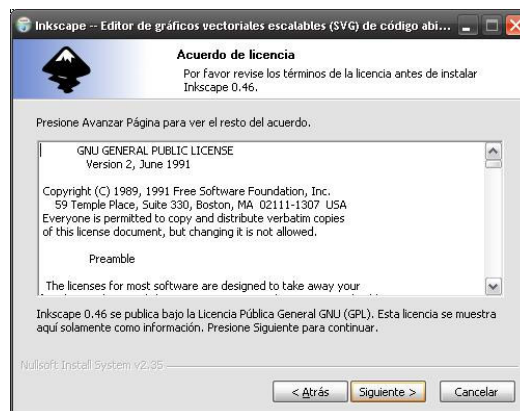 Inkscape -- Editor de gráficos vectoriales escalables (SVG) de código abi...
Acuerdo de licencia
Por favor revise los términos de la licencia antes de instalar
Inkscape 0.46.
Presione Avanzar Página para ver el resto del acuerdo.
GNU GENERAL PUBLIC LICENSE
Version 2, June 1991
Copyright (C) 1989, 1991 Free Software Foundation, Inc.
59 Temple Place, Suite 330, Boston, MA 02111-1307 USA
Everyone is permitted to copy and distribute verbatim copies
of this license document, but changing it is not allowed.
Preamble
The licenses for most software are designed to take away your
Inkscape 0.46 se publica bajo la Licencia Pública General GNU (GPL). Esta licencia se muestra
aquí solamente como información. Presione Siguiente para continuar.
Nullsoft Install System v2.35
< Atrás Siguiente > Cancelar